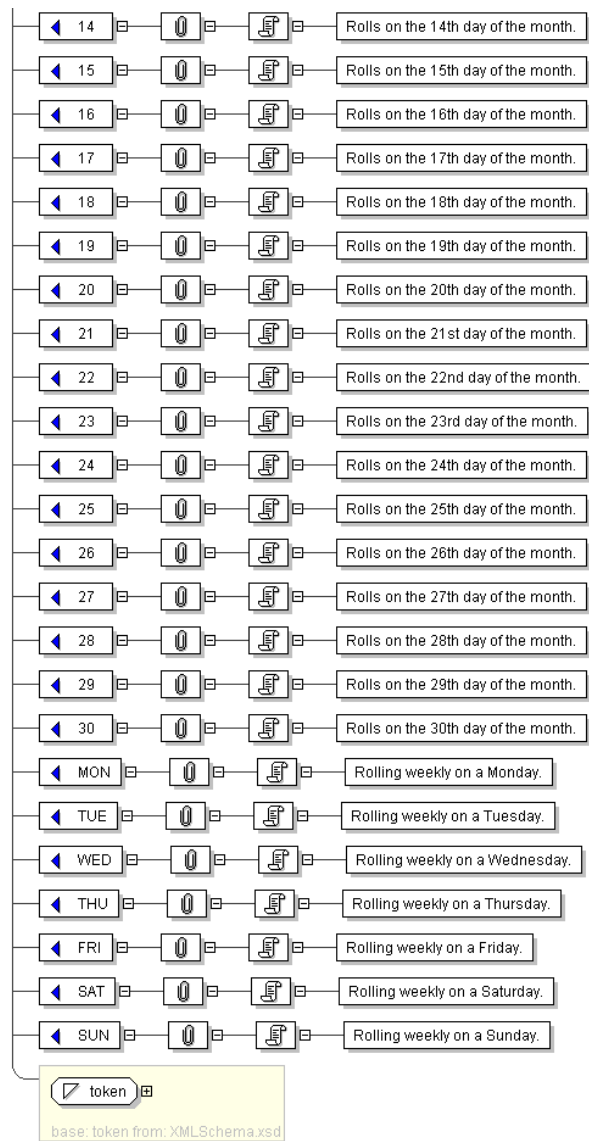 14 Rolls on the 14th day of the month.
15 Rolls on the 15th day of the month.
16 Rolls on the 16th day of the month.
17 Rolls on the 17th day of the month.
18 Rolls on the 18th day of the month.
19 Rolls on the 19th day of the month.
20 Rolls on the 20th day of the month.
21 Rolls on the 21st day of the month.
22 Rolls on the 22nd day of the month.
23 Rolls on the 23rd day of the month.
24 Rolls on the 24th day of the month.
25 Rolls on the 25th day of the month.
26 Rolls on the 26th day of the month.
27 Rolls on the 27th day of the month.
28 Rolls on the 28th day of the month.
29 Rolls on the 29th day of the month.
30 Rolls on the 30th day of the month.
MON Rolling weekly on a Monday.
TUE Rolling weekly on a Tuesday.
WED Rolling weekly on a Wednesday.
THU Rolling weekly on a Thursday.
FRI Rolling weekly on a Friday.
SAT Rolling weekly on a Saturday.
SUN Rolling weekly on a Sunday.
token
base: token from: XMLSchema.xsd